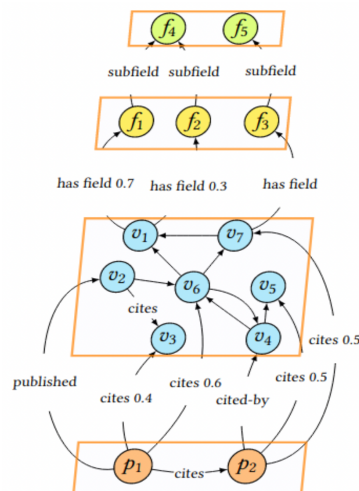 f4 f5
subfield subfield subfield
f1 f2 f3
has field 0.7 has field 0.3 has field
v1 v7
v2 v6 v5
cites
v3 v4
cites 0.5
published cites 0.4 cites 0.6 cited-by cites 0.5
p1 cites p2